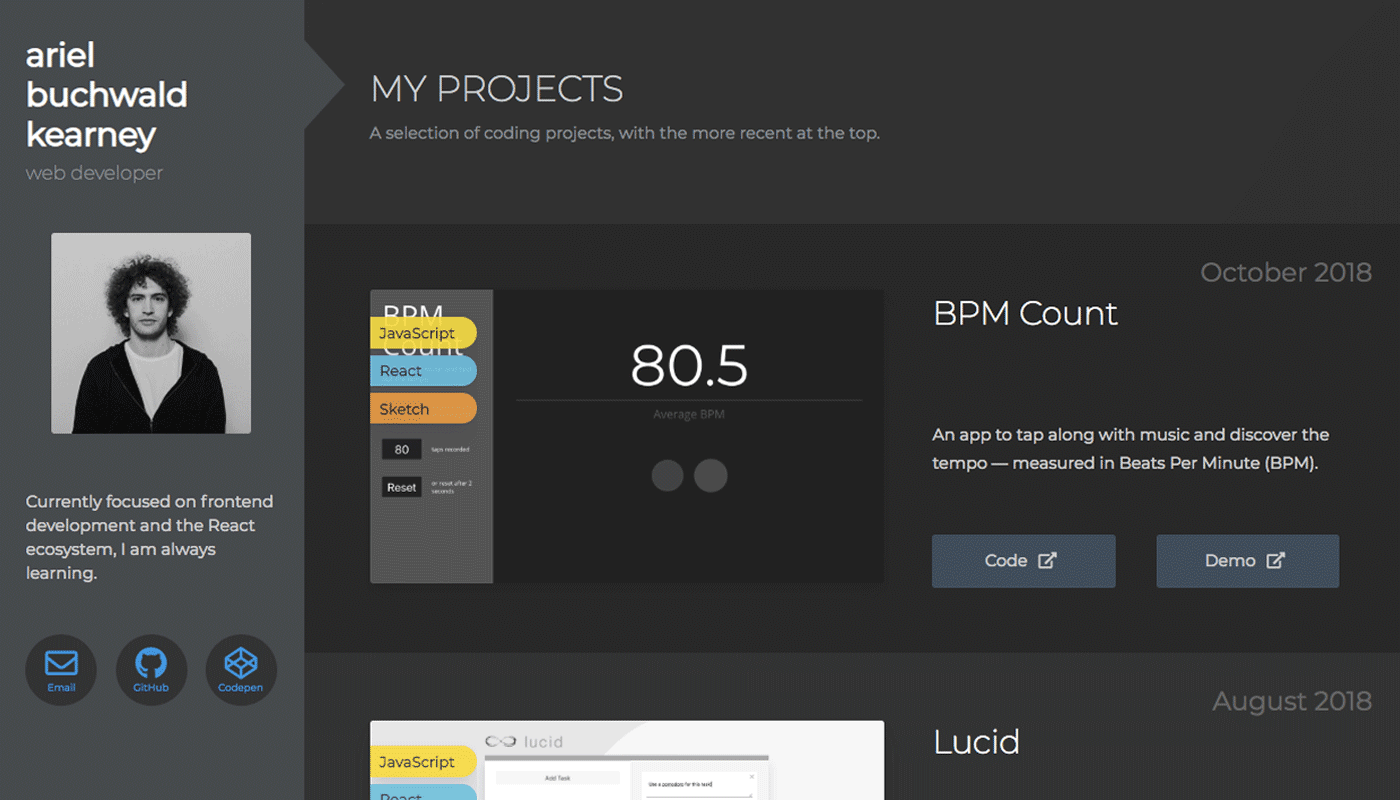 ariel
buchwald
kearney
web developer
Currently focused on frontend
development and the React
ecosystem, I am always
learning.
Email
GitHub
Codepen
MY PROJECTS
A selection of coding projects, with the more recent at the top.
October 2018
BPM Count
BPM
JavaScript
Count
React
Sketch
80 taps recorded
Reset or reset after 2
seconds
80.5
Average BPM
An app to tap along with music and discover the
tempo — measured in Beats Per Minute (BPM).
Code
Demo
August 2018
Lucid
lucid
JavaScript
React
Add Task
Use a pomodoro for this task